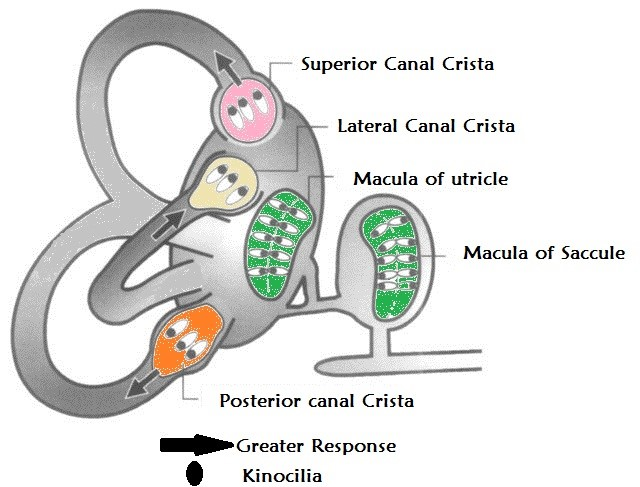 Superior Canal Crista
Lateral Canal Crista
Macula of utricle
Macula of Saccule
Posterior canal Crista
Greater Response
Kinocilia